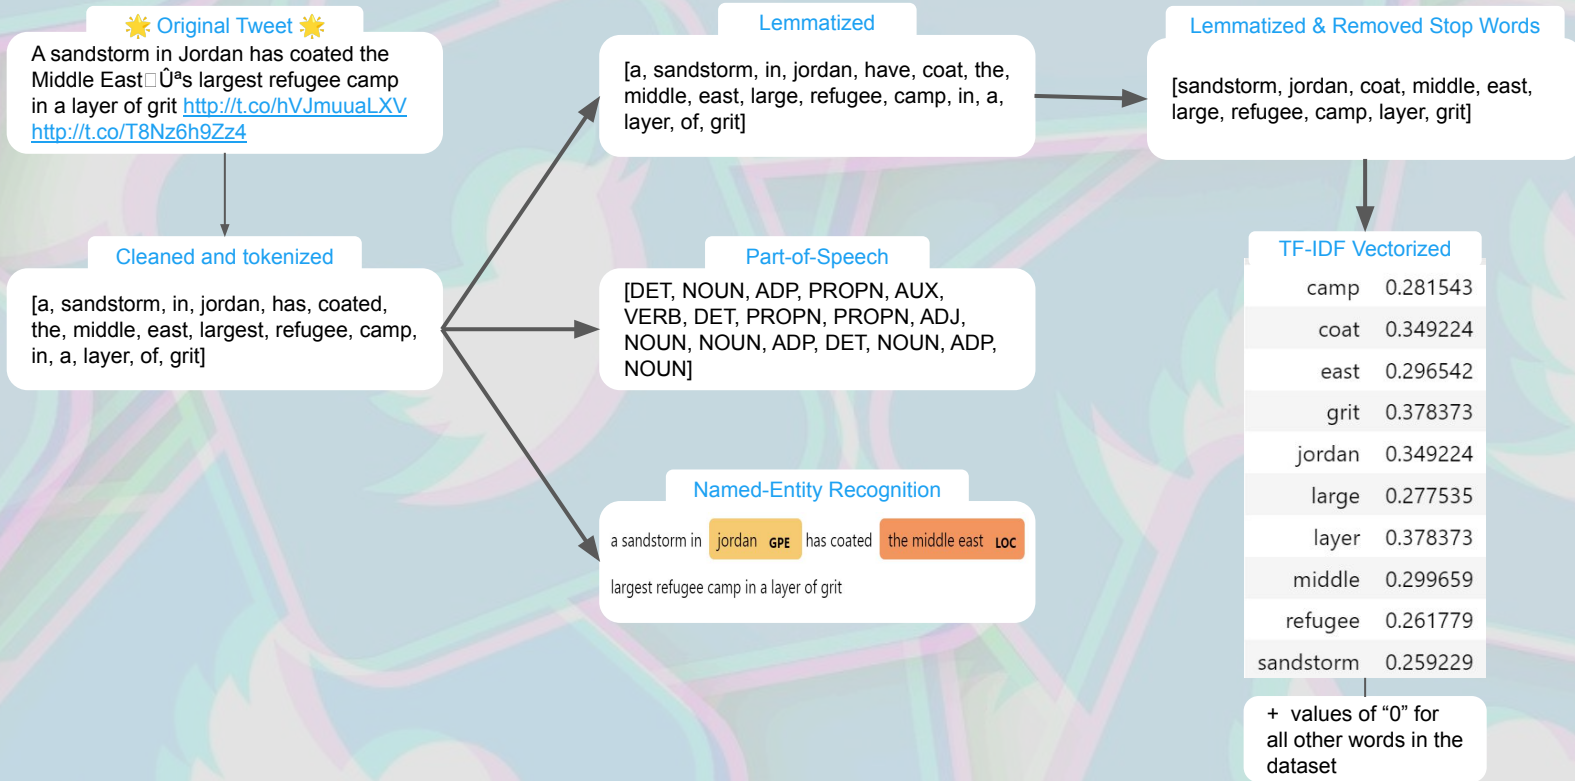 🌟 Original Tweet 🌟
A sandstorm in Jordan has coated the
Middle East□Ûªs largest refugee camp
in a layer of grit http://t.co/hVJmuuaLXV
http://t.co/T8Nz6h9Zz4
Cleaned and tokenized
[a, sandstorm, in, jordan, has, coated,
the, middle, east, largest, refugee, camp,
in, a, layer, of, grit]
Lemmatized
[a, sandstorm, in, jordan, have, coat, the,
middle, east, large, refugee, camp, in, a,
layer, of, grit]
Part-of-Speech
[DET, NOUN, ADP, PROPN, AUX,
VERB, DET, PROPN, PROPN, ADJ,
NOUN, NOUN, ADP, DET, NOUN, ADP,
NOUN]
Named-Entity Recognition
a sandstorm in jordan GPE has coated the middle east LOC
largest refugee camp in a layer of grit
Lemmatized & Removed Stop Words
[sandstorm, jordan, coat, middle, east,
large, refugee, camp, layer, grit]
TF-IDF Vectorized
camp 0.281543
coat 0.349224
east 0.296542
grit 0.378373
jordan 0.349224
large 0.277535
layer 0.378373
middle 0.299659
refugee 0.261779
sandstorm 0.259229
+ values of “0” for
all other words in the
dataset